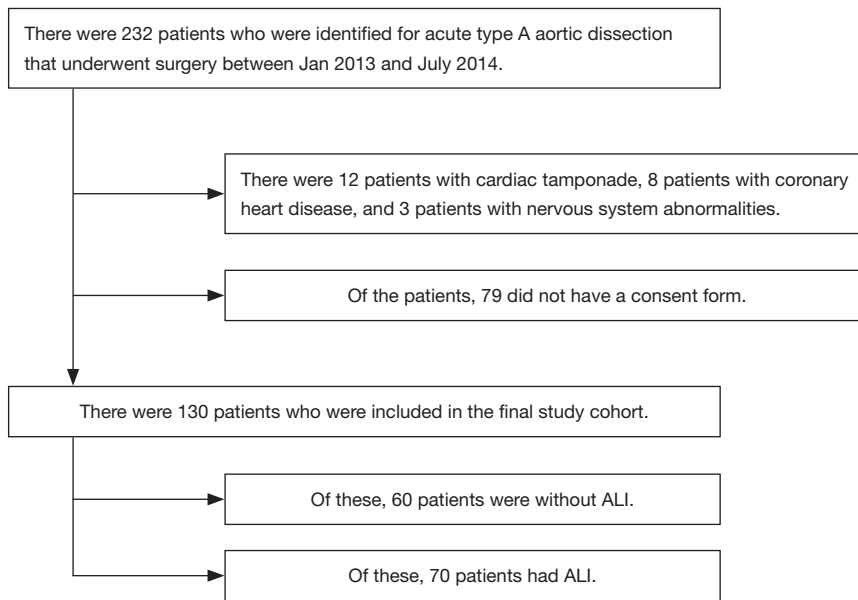 There were 232 patients who were identified for acute type A aortic dissection
that underwent surgery between Jan 2013 and July 2014.
There were 12 patients with cardiac tamponade, 8 patients with coronary
heart disease, and 3 patients with nervous system abnormalities.
Of the patients, 79 did not have a consent form.
There were 130 patients who were included in the final study cohort.
Of these, 60 patients were without ALI.
Of these, 70 patients had ALI.